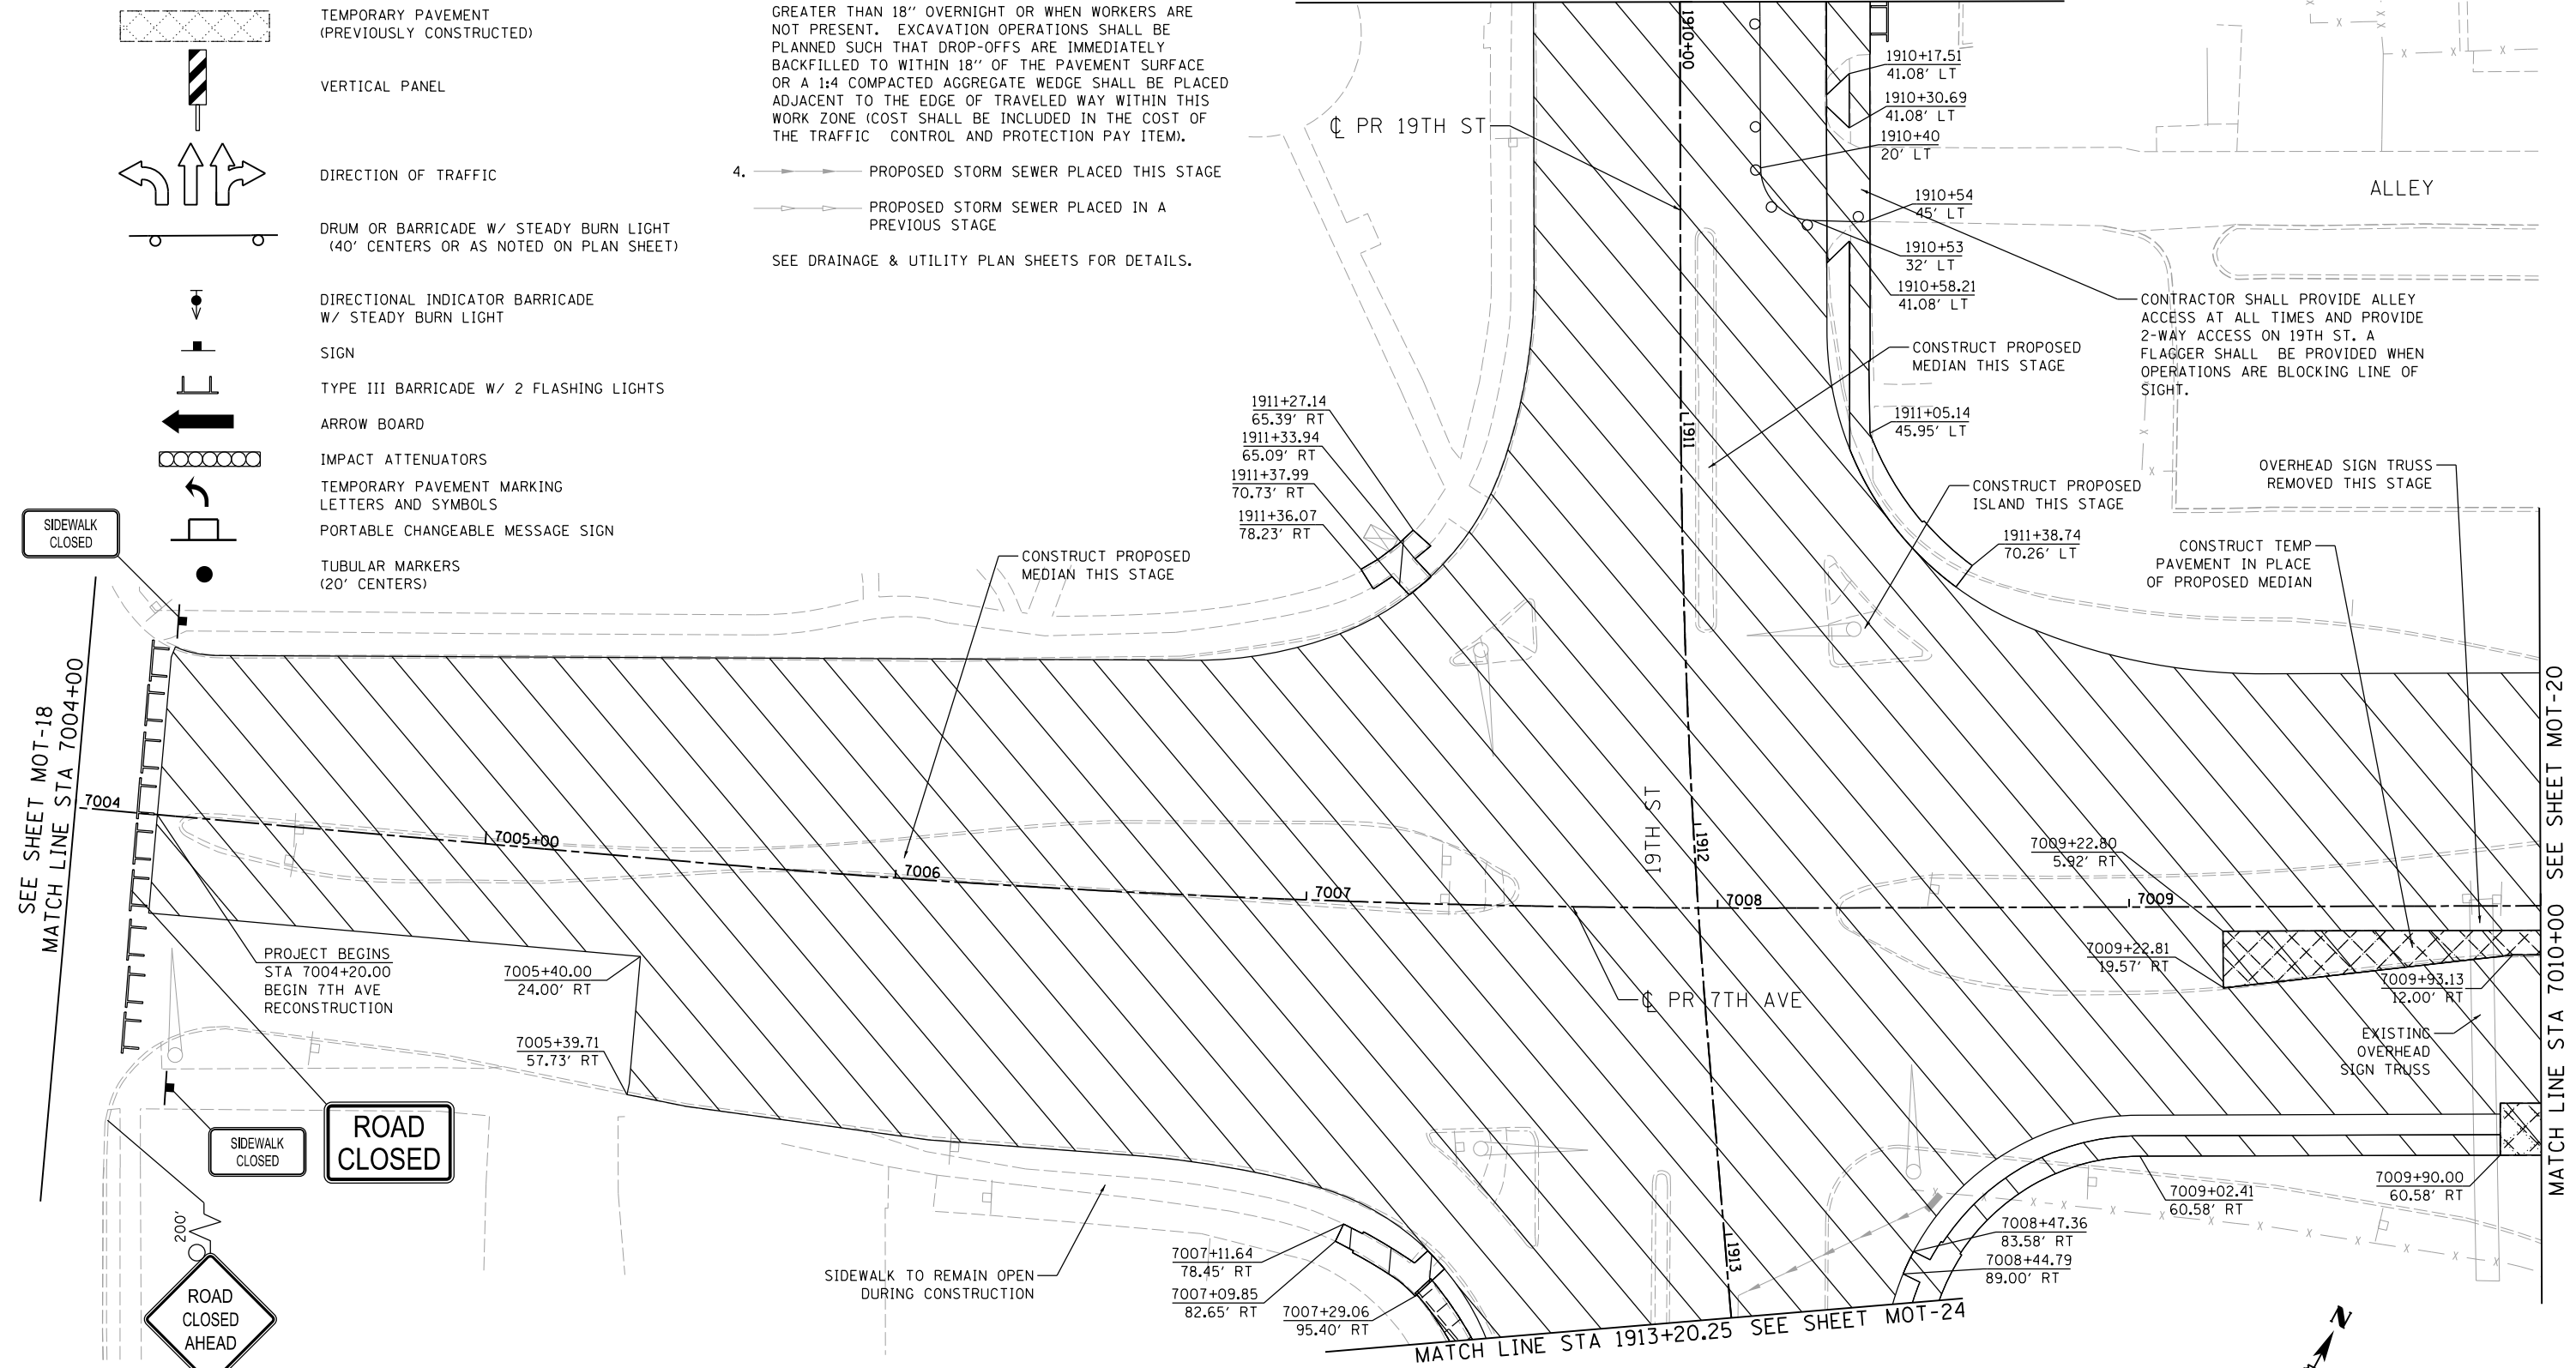 TEMPORARY PAVEMENT
(PREVIOUSLY CONSTRUCTED)
VERTICAL PANEL
DIRECTION OF TRAFFIC
DRUM OR BARRICADE W/ STEADY BURN LIGHT
(40' CENTERS OR AS NOTED ON PLAN SHEET)
DIRECTIONAL INDICATOR BARRICADE
W/ STEADY BURN LIGHT
SIGN
TYPE III BARRICADE W/ 2 FLASHING LIGHTS
ARROW BOARD
IMPACT ATTENUATORS
TEMPORARY PAVEMENT MARKING
LETTERS AND SYMBOLS
PORTABLE CHANGEABLE MESSAGE SIGN
TUBULAR MARKERS
(20' CENTERS)
GREATER THAN 18" OVERNIGHT OR WHEN WORKERS ARE
NOT PRESENT. EXCAVATION OPERATIONS SHALL BE
PLANNED SUCH THAT DROP-OFFS ARE IMMEDIATELY
BACKFILLED TO WITHIN 18" OF THE PAVEMENT SURFACE
OR A 1:4 COMPACTED AGGREGATE WEDGE SHALL BE PLACED
ADJACENT TO THE EDGE OF TRAVELED WAY WITHIN THIS
WORK ZONE (COST SHALL BE INCLUDED IN THE COST OF
THE TRAFFIC CONTROL AND PROTECTION PAY ITEM).
4. PROPOSED STORM SEWER PLACED THIS STAGE
PROPOSED STORM SEWER PLACED IN A
PREVIOUS STAGE
SEE DRAINAGE & UTILITY PLAN SHEETS FOR DETAILS.
℄ PR 19TH ST
1910+00
1910+17.51
41.08' LT
1910+30.69
41.08' LT
1910+40
20' LT
1910+54
45' LT
1910+53
32' LT
1910+58.21
41.08' LT
ALLEY
CONTRACTOR SHALL PROVIDE ALLEY
ACCESS AT ALL TIMES AND PROVIDE
2-WAY ACCESS ON 19TH ST. A
FLAGGER SHALL BE PROVIDED WHEN
OPERATIONS ARE BLOCKING LINE OF
SIGHT.
CONSTRUCT PROPOSED
MEDIAN THIS STAGE
1911+05.14
45.95' LT
1911
1911+27.14
65.39' RT
1911+33.94
65.09' RT
1911+37.99
70.73' RT
1911+36.07
78.23' RT
CONSTRUCT PROPOSED
ISLAND THIS STAGE
1911+38.74
70.26' LT
OVERHEAD SIGN TRUSS
REMOVED THIS STAGE
CONSTRUCT TEMP
PAVEMENT IN PLACE
OF PROPOSED MEDIAN
SIDEWALK
CLOSED
CONSTRUCT PROPOSED
MEDIAN THIS STAGE
SEE SHEET MOT-18
MATCH LINE STA 7004+00
7004
7005+00
7006
7007
7008
7009
19TH ST
1912
7009+22.80
5.92' RT
7009+22.81
19.57' RT
7009+93.13
12.00' RT
EXISTING
OVERHEAD
SIGN TRUSS
℄ PR 7TH AVE
PROJECT BEGINS
STA 7004+20.00
BEGIN 7TH AVE
RECONSTRUCTION
7005+40.00
24.00' RT
7005+39.71
57.73' RT
SIDEWALK
CLOSED
ROAD
CLOSED
200'
ROAD
CLOSED
AHEAD
SIDEWALK TO REMAIN OPEN
DURING CONSTRUCTION
7007+11.64
78.45' RT
7007+09.85
82.65' RT
7007+29.06
95.40' RT
1913
7009+90.00
60.58' RT
7009+02.41
60.58' RT
7008+47.36
83.58' RT
7008+44.79
89.00' RT
MATCH LINE STA 1913+20.25 SEE SHEET MOT-24
MATCH LINE STA 7010+00 SEE SHEET MOT-20
N